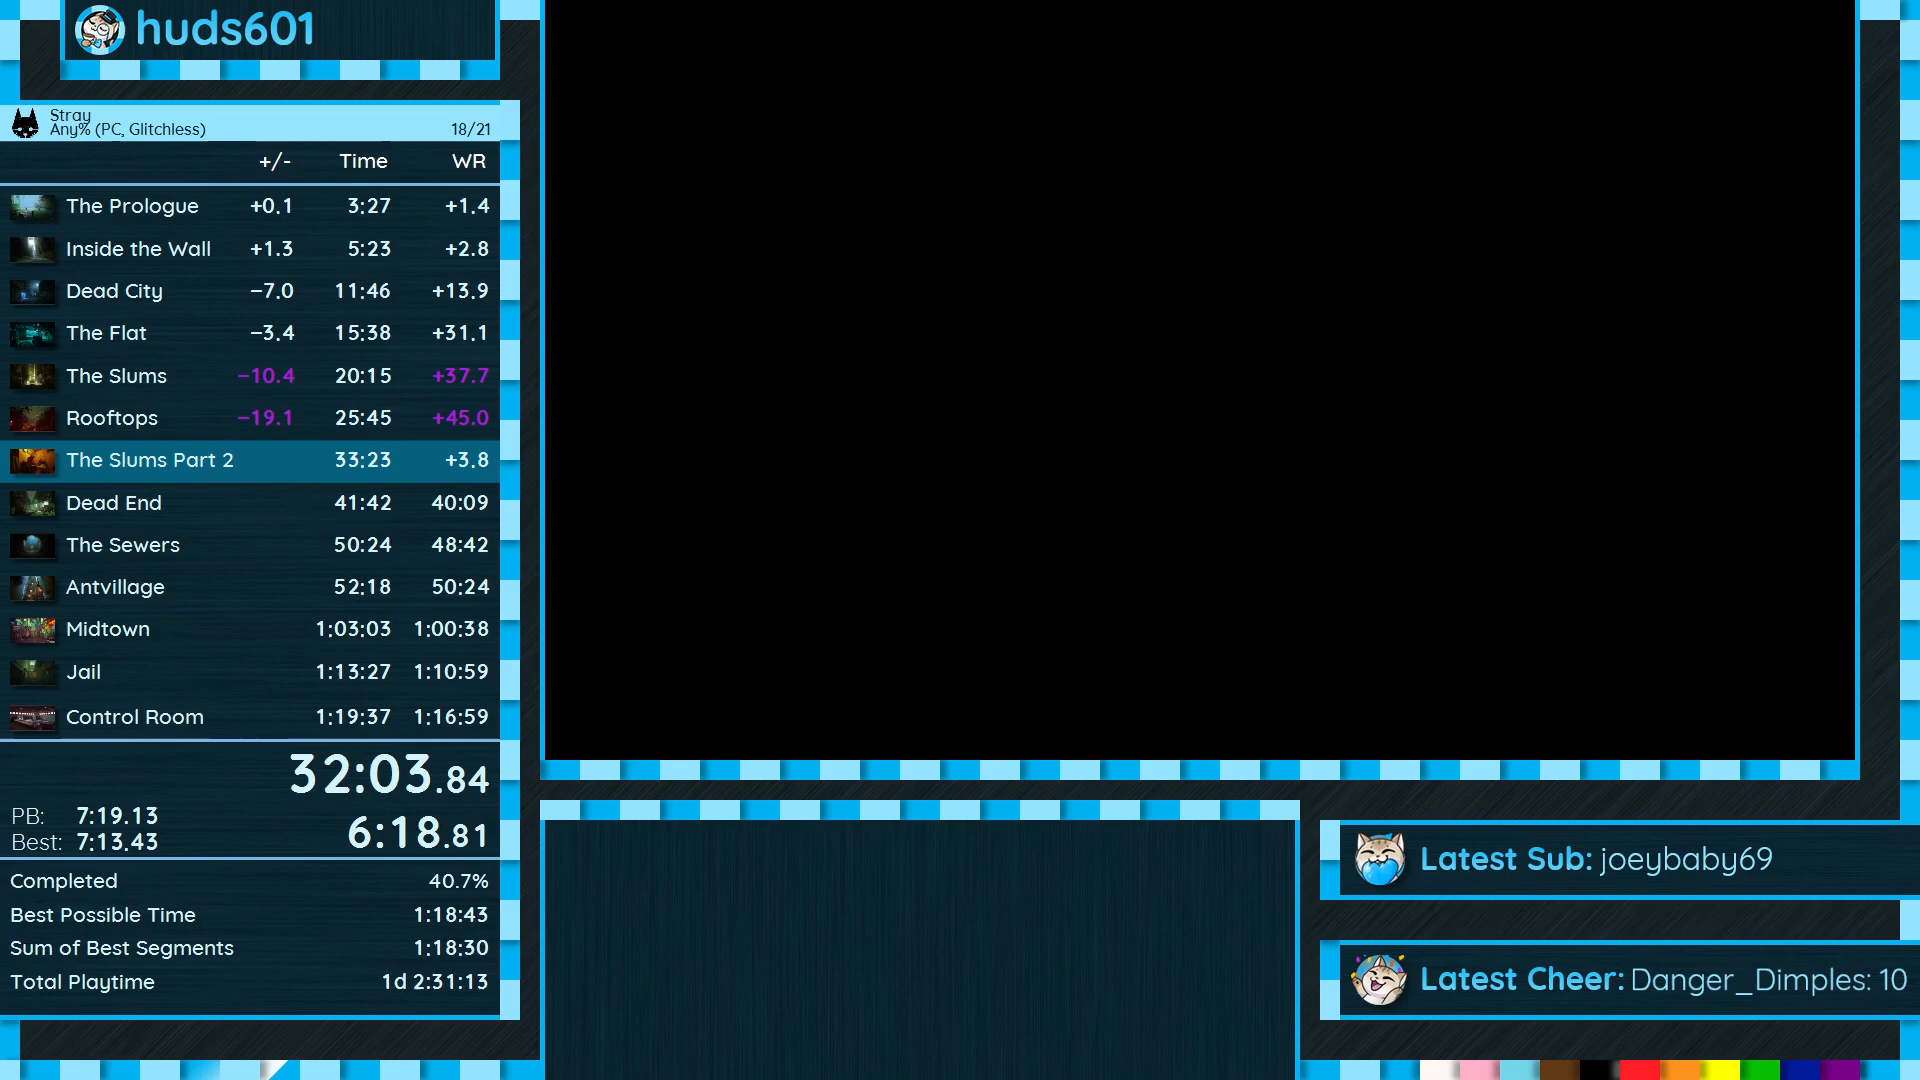 huds601
Stray
Any% (PC, Glitchless) 18/21
+/- Time WR
The Prologue +0.1 3:27 +1.4
Inside the Wall +1.3 5:23 +2.8
Dead City −7.0 11:46 +13.9
The Flat −3.4 15:38 +31.1
The Slums −10.4 20:15 +37.7
Rooftops −19.1 25:45 +45.0
The Slums Part 2 33:23 +3.8
Dead End 41:42 40:09
The Sewers 50:24 48:42
Antvillage 52:18 50:24
Midtown 1:03:03 1:00:38
Jail 1:13:27 1:10:59
Control Room 1:19:37 1:16:59
32:03.84
PB: 7:19.13
Best: 7:13.43
6:18.81
Completed 40.7%
Best Possible Time 1:18:43
Sum of Best Segments 1:18:30
Total Playtime 1d 2:31:13
Latest Sub: joeybaby69
Latest Cheer: Danger_Dimples: 10